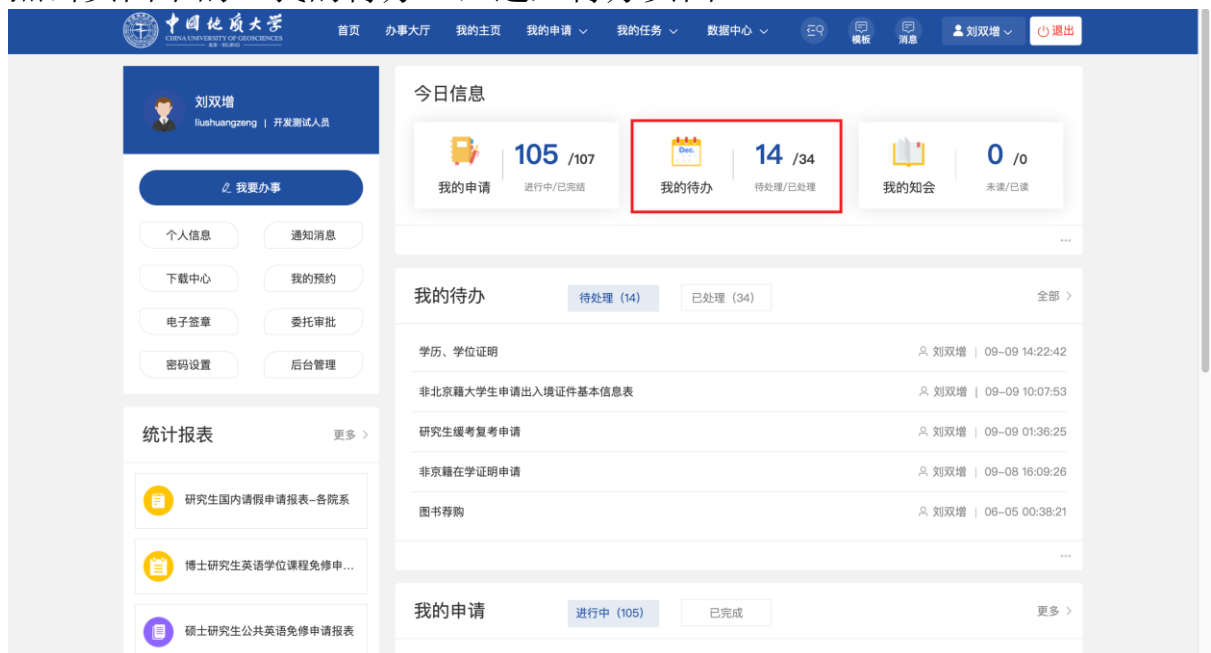 中国地质大学
CHINA UNIVERSITY OF GEOSCIENCES
首页
办事大厅
我的主页
我的申请
我的任务
数据中心
模板
消息
刘双增
退出
刘双增
liushuangzeng | 开发测试人员
我要办事
个人信息
通知消息
下载中心
我的预约
电子签章
委托审批
密码设置
后台管理
统计报表
更多
研究生国内请假申请报表-各院系
博士研究生英语学位课程免修申...
硕士研究生公共英语免修申请报表
今日信息
105 /107
我的申请
进行中/已完结
Dec.
14 /34
我的待办
待处理/已处理
0 /0
我的知会
未读/已读
...
我的待办
待处理（14）
已处理（34）
全部
学历、学位证明
刘双增 | 09-09 14:22:42
非北京籍大学生申请出入境证件基本信息表
刘双增 | 09-09 10:07:53
研究生缓考复考申请
刘双增 | 09-09 01:36:25
非京籍在学证明申请
刘双增 | 09-08 16:09:26
图书荐购
刘双增 | 06-05 00:38:21
...
我的申请
进行中（105）
已完成
更多